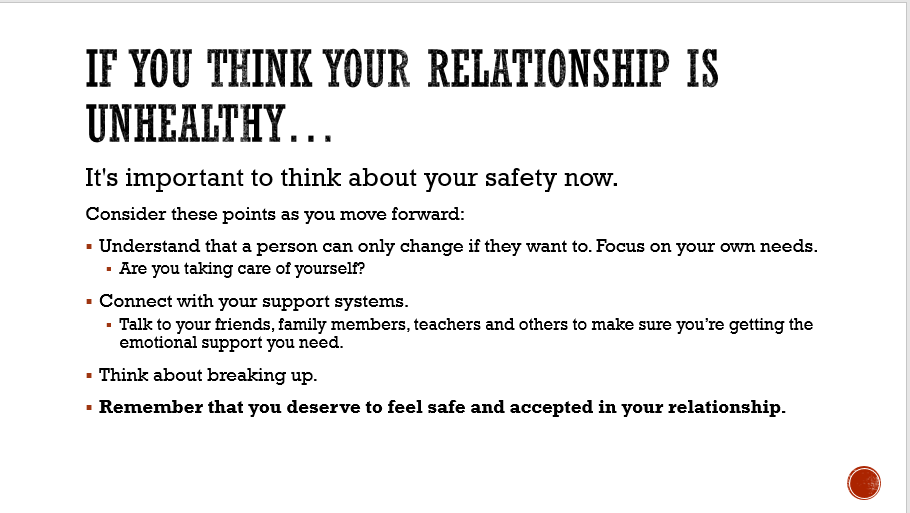 IF YOU THINK YOUR RELATIONSHIP IS
UNHEALTHY...
It's important to think about your safety now.
Consider these points as you move forward:
▪ Understand that a person can only change if they want to. Focus on your own needs.
▪ Are you taking care of yourself?
▪ Connect with your support systems.
▪ Talk to your friends, family members, teachers and others to make sure you’re getting the
emotional support you need.
▪ Think about breaking up.
▪ Remember that you deserve to feel safe and accepted in your relationship.